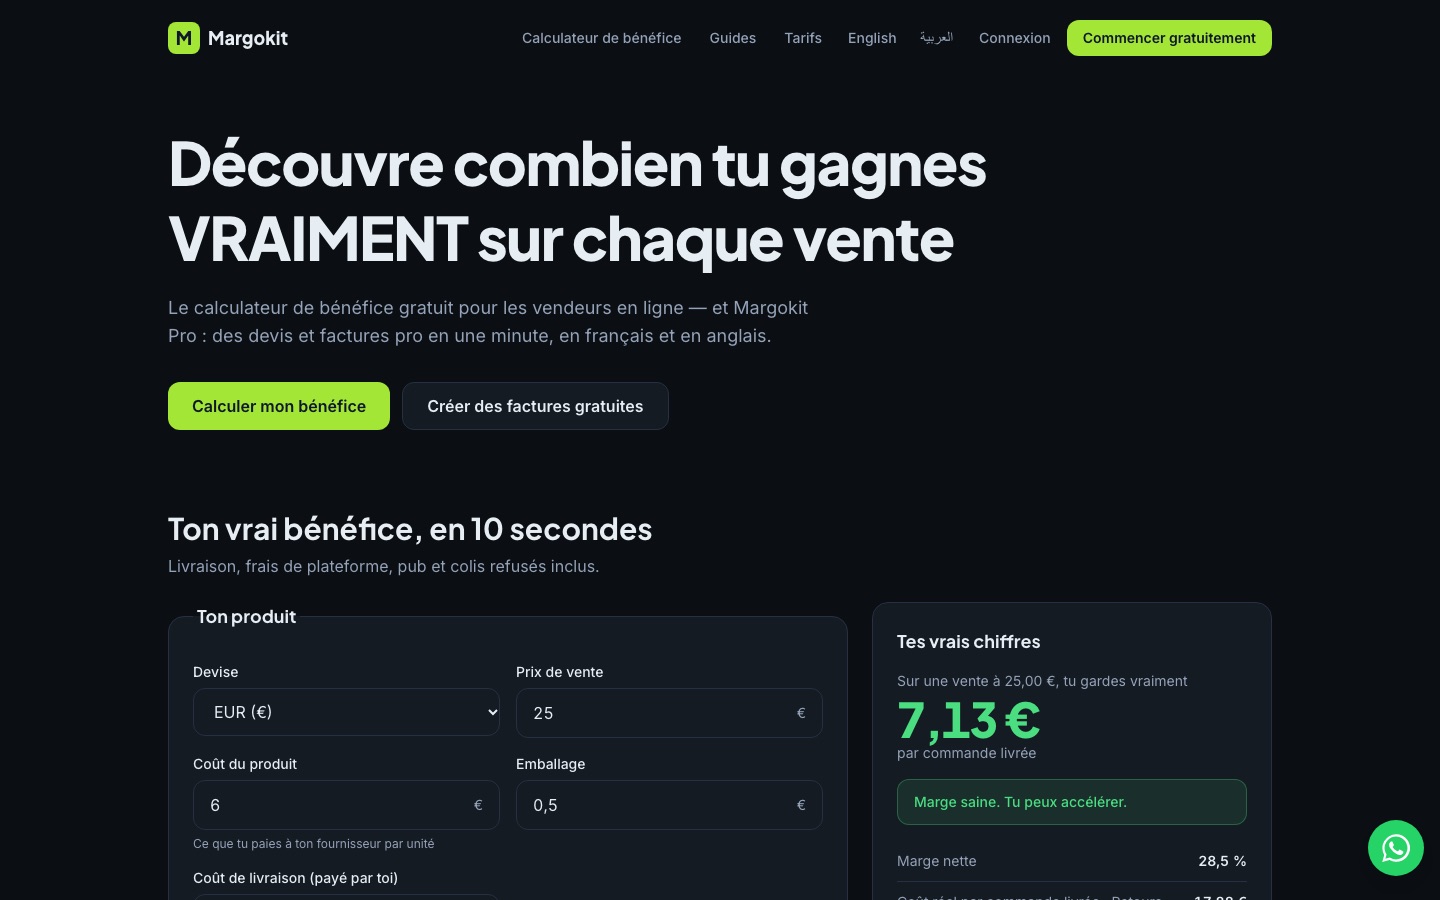 M Margokit
Calculateur de bénéfice
Guides
Tarifs
English
العربية
Connexion
Commencer gratuitement
Découvre combien tu gagnes
VRAIMENT sur chaque vente
Le calculateur de bénéfice gratuit pour les vendeurs en ligne — et Margokit
Pro : des devis et factures pro en une minute, en français et en anglais.
Calculer mon bénéfice
Créer des factures gratuites
Ton vrai bénéfice, en 10 secondes
Livraison, frais de plateforme, pub et colis refusés inclus.
Ton produit
Devise
EUR (€)
Prix de vente
25 €
Coût du produit
6 €
Ce que tu paies à ton fournisseur par unité
Emballage
0,5 €
Coût de livraison (payé par toi)
Tes vrais chiffres
Sur une vente à 25,00 €, tu gardes vraiment
7,13 €
par commande livrée
Marge saine. Tu peux accélérer.
Marge nette 28,5 %